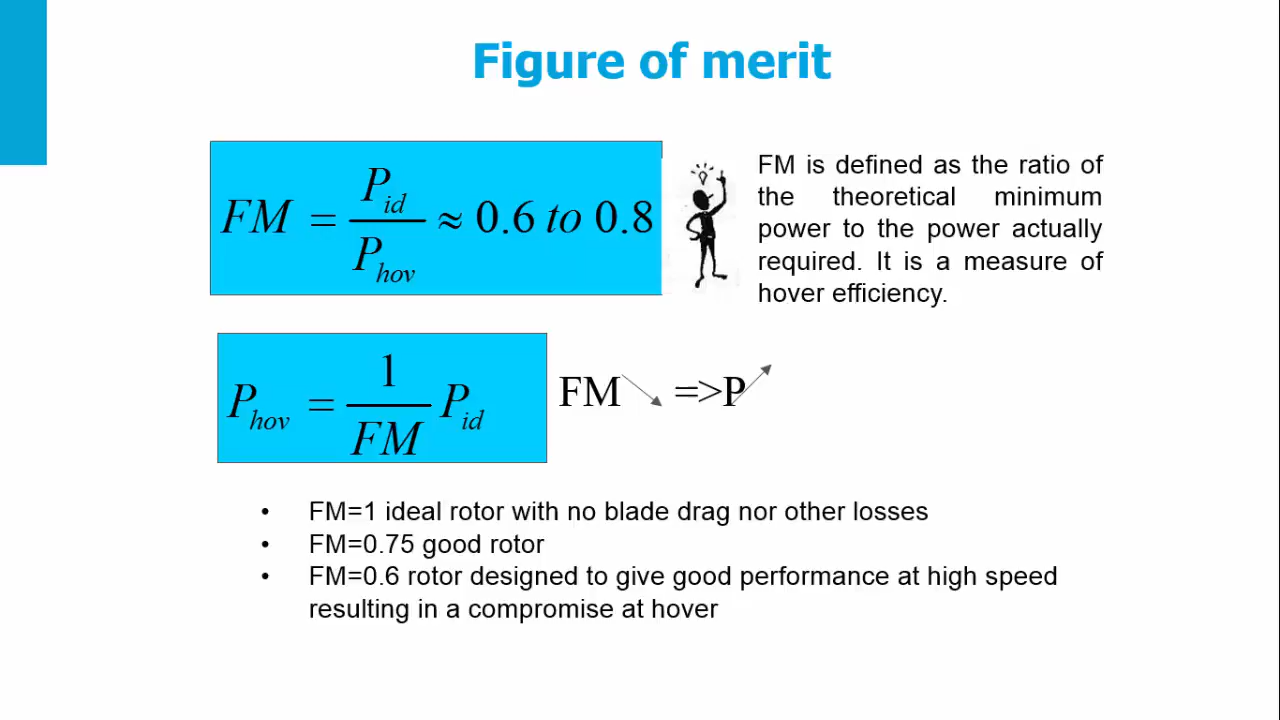 Figure of merit
FM = P_id / P_hov ≈ 0.6 to 0.8
FM is defined as the ratio of
the theoretical minimum
power to the power actually
required. It is a measure of
hover efficiency.
P_hov = 1 / FM P_id
FM ↘ =>P ↗
• FM=1 ideal rotor with no blade drag nor other losses
• FM=0.75 good rotor
• FM=0.6 rotor designed to give good performance at high speed
resulting in a compromise at hover